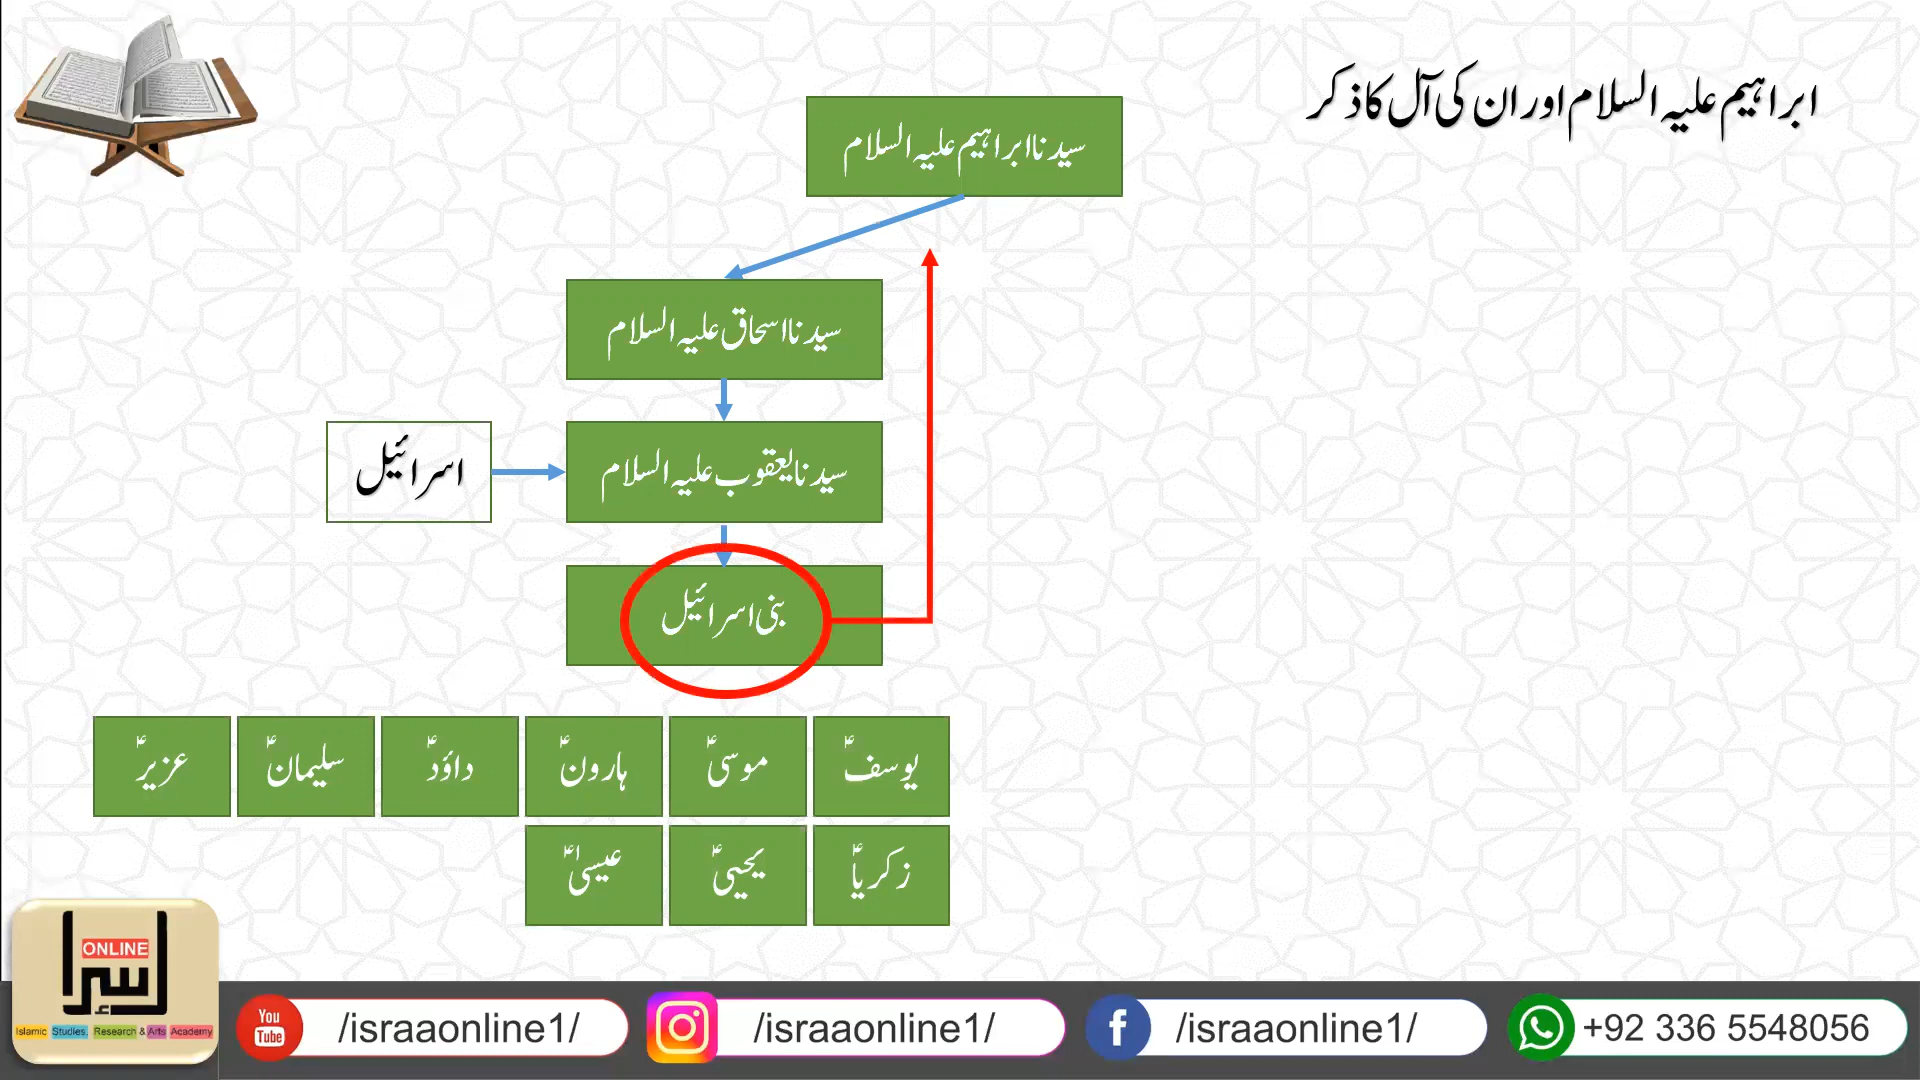 ابراہیم علیہ السلام اور ان کی آل کا ذکر
سیدنا ابراہیم علیہ السلام
سیدنا اسحاق علیہ السلام
سیدنا یعقوب علیہ السلام
اسرائیل
بنی اسرائیل
یوسفؑ
موسیؑ
ہارونؑ
داؤدؑ
سلیمانؑ
عزیرؑ
زکریاؑ
یحییؑ
عیسیٰؑ
اسرا
ONLINE
Islamic Studies, Research & Arts Academy
You
Tube
/israaonline1/
/israaonline1/
/israaonline1/
+92 336 5548056